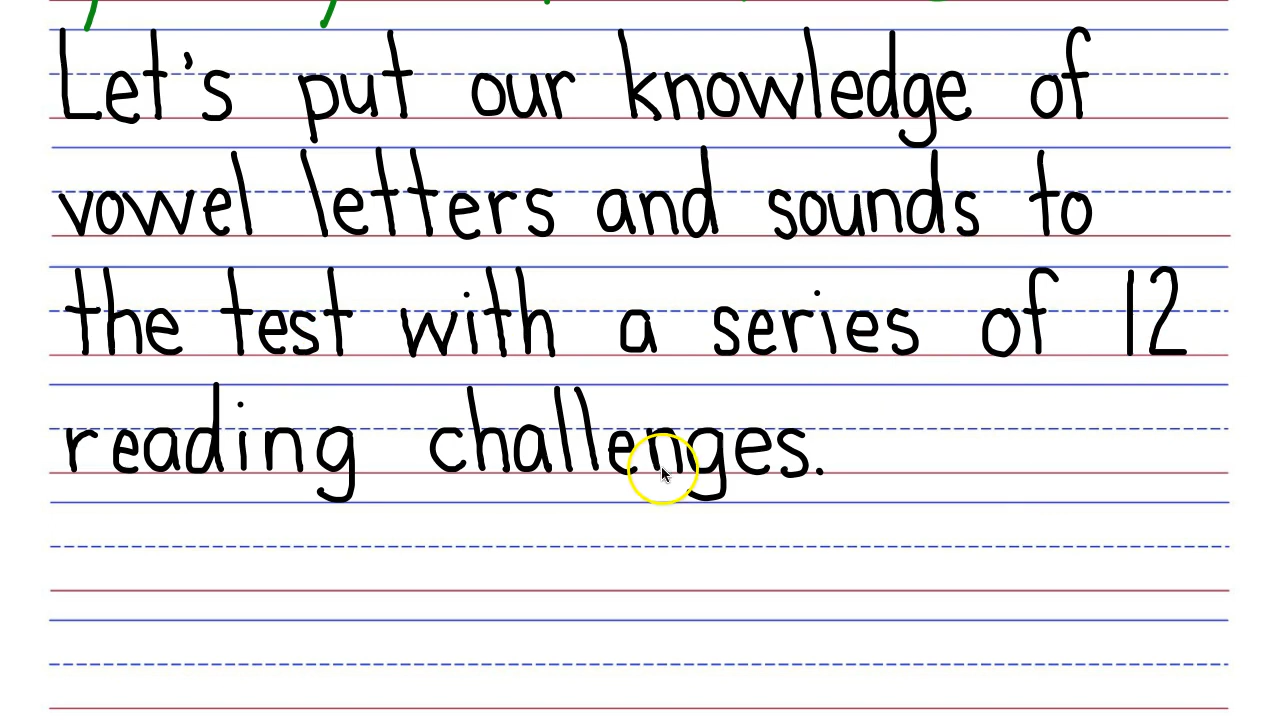 Let's put our knowledge of
vowel letters and sounds to
the test with a series of 12
reading challenges.